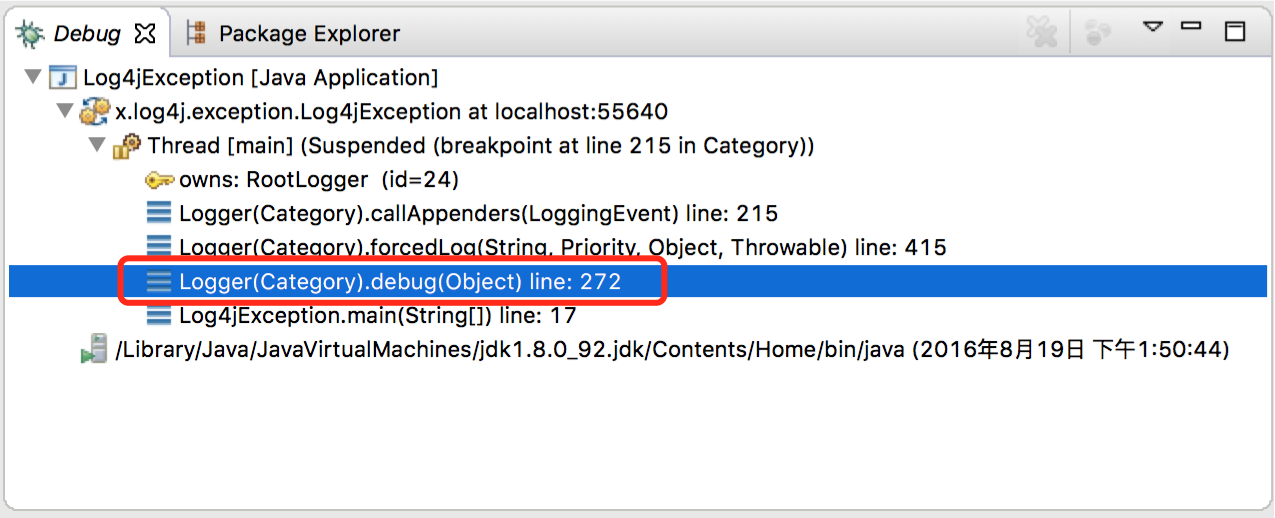 Debug Package Explorer
Log4jException [Java Application]
x.log4j.exception.Log4jException at localhost:55640
Thread [main] (Suspended (breakpoint at line 215 in Category))
owns: RootLogger (id=24)
Logger(Category).callAppenders(LoggingEvent) line: 215
Logger(Category).forcedLog(String, Priority, Object, Throwable) line: 415
Logger(Category).debug(Object) line: 272
Log4jException.main(String[]) line: 17
/Library/Java/JavaVirtualMachines/jdk1.8.0_92.jdk/Contents/Home/bin/java (2016年8月19日 下午1:50:44)